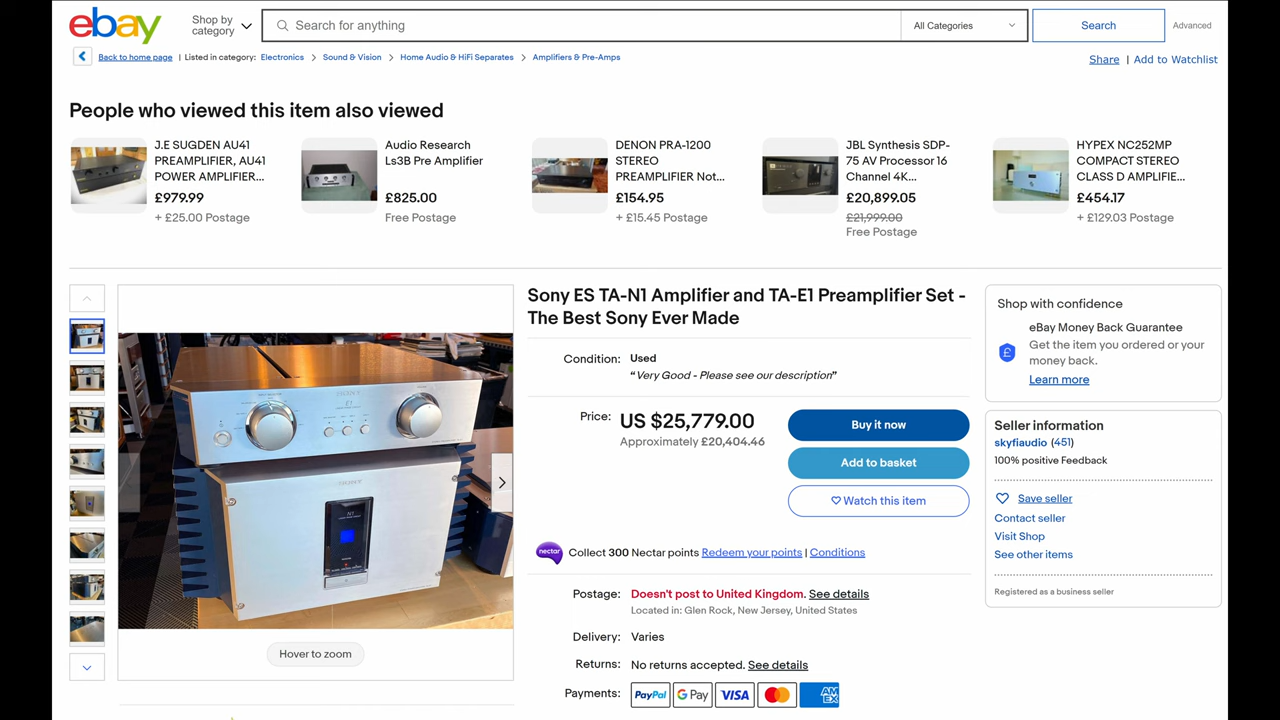 ebay
Shop by
category
Search for anything
All Categories
Search
Advanced
Back to home page | Listed in category: Electronics > Sound & Vision > Home Audio & HiFi Separates > Amplifiers & Pre-Amps
Share | Add to Watchlist
People who viewed this item also viewed
J.E SUGDEN AU41
PREAMPLIFIER, AU41
POWER AMPLIFIER...
£979.99
+ £25.00 Postage
Audio Research
Ls3B Pre Amplifier
£825.00
Free Postage
DENON PRA-1200
STEREO
PREAMPLIFIER Not...
£154.95
+ £15.45 Postage
JBL Synthesis SDP-
75 AV Processor 16
Channel 4K...
£20,899.05
£21,999.00
Free Postage
HYPEX NC252MP
COMPACT STEREO
CLASS D AMPLIFIE...
£454.17
+ £129.03 Postage
Sony ES TA-N1 Amplifier and TA-E1 Preamplifier Set -
The Best Sony Ever Made
Condition: Used
“Very Good - Please see our description”
Price: US $25,779.00
Approximately £20,404.46
Buy it now
Add to basket
Watch this item
nectar
Collect 300 Nectar points Redeem your points | Conditions
Postage: Doesn't post to United Kingdom. See details
Located in: Glen Rock, New Jersey, United States
Delivery: Varies
Returns: No returns accepted. See details
Payments: PayPal G Pay VISA AMEX
SONY
E1
SONY
N1
Hover to zoom
Shop with confidence
eBay Money Back Guarantee
Get the item you ordered or your
money back.
Learn more
Seller information
skyfiaudio (451)
100% positive Feedback
Save seller
Contact seller
Visit Shop
See other items
Registered as a business seller